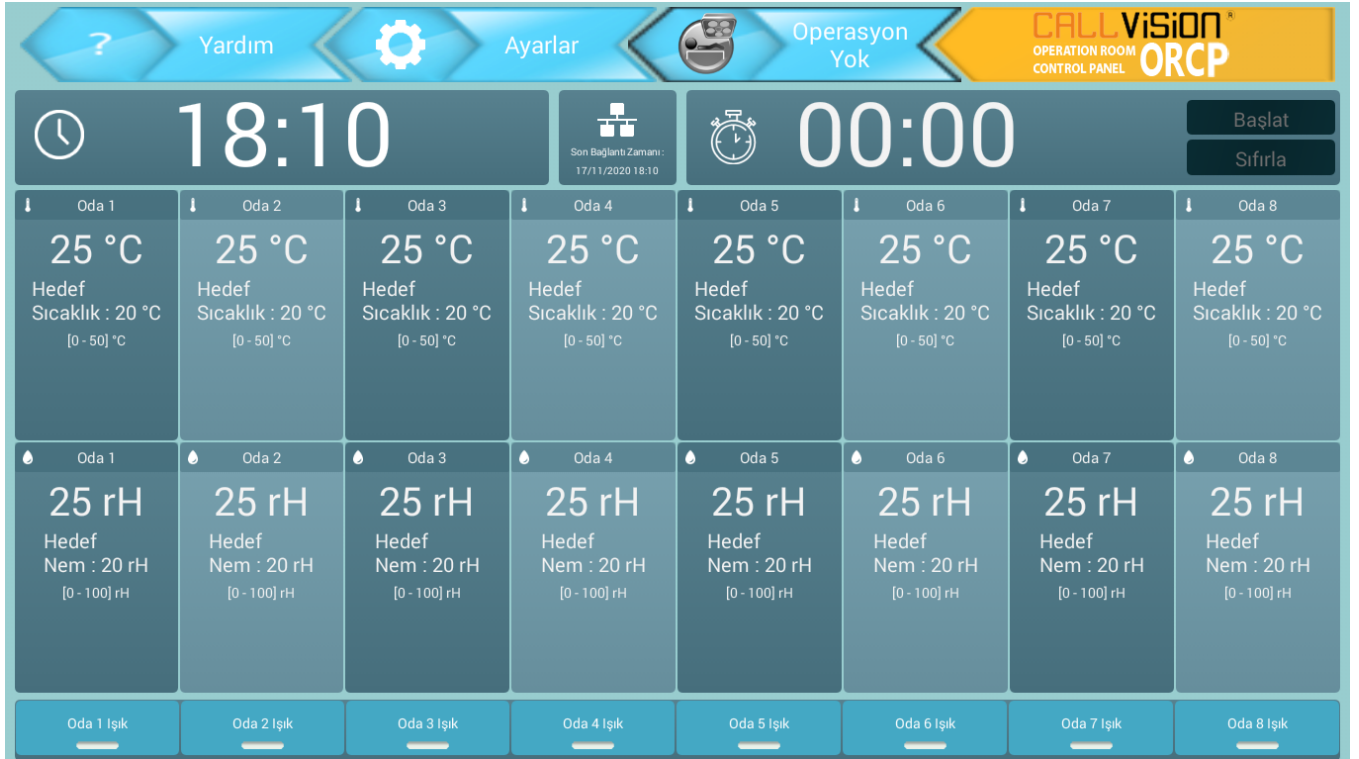 ?
Yardım
Ayarlar
Operasyon
Yok
CALLVİSİON®
OPERATION ROOM
CONTROL PANEL
ORCP
18:10
Son Bağlantı Zamanı :
17/11/2020 18:10
00:00
Başlat
Sıfırla
Oda 1
Oda 2
Oda 3
Oda 4
Oda 5
Oda 6
Oda 7
Oda 8
25 °C
25 °C
25 °C
25 °C
25 °C
25 °C
25 °C
25 °C
Hedef
Sıcaklık : 20 °C
[0 - 50] °C
Hedef
Sıcaklık : 20 °C
[0 - 50] °C
Hedef
Sıcaklık : 20 °C
[0 - 50] °C
Hedef
Sıcaklık : 20 °C
[0 - 50] °C
Hedef
Sıcaklık : 20 °C
[0 - 50] °C
Hedef
Sıcaklık : 20 °C
[0 - 50] °C
Hedef
Sıcaklık : 20 °C
[0 - 50] °C
Hedef
Sıcaklık : 20 °C
[0 - 50] °C
Oda 1
Oda 2
Oda 3
Oda 4
Oda 5
Oda 6
Oda 7
Oda 8
25 rH
25 rH
25 rH
25 rH
25 rH
25 rH
25 rH
25 rH
Hedef
Nem : 20 rH
[0 - 100] rH
Hedef
Nem : 20 rH
[0 - 100] rH
Hedef
Nem : 20 rH
[0 - 100] rH
Hedef
Nem : 20 rH
[0 - 100] rH
Hedef
Nem : 20 rH
[0 - 100] rH
Hedef
Nem : 20 rH
[0 - 100] rH
Hedef
Nem : 20 rH
[0 - 100] rH
Hedef
Nem : 20 rH
[0 - 100] rH
Oda 1 Işık
Oda 2 Işık
Oda 3 Işık
Oda 4 Işık
Oda 5 Işık
Oda 6 Işık
Oda 7 Işık
Oda 8 Işık